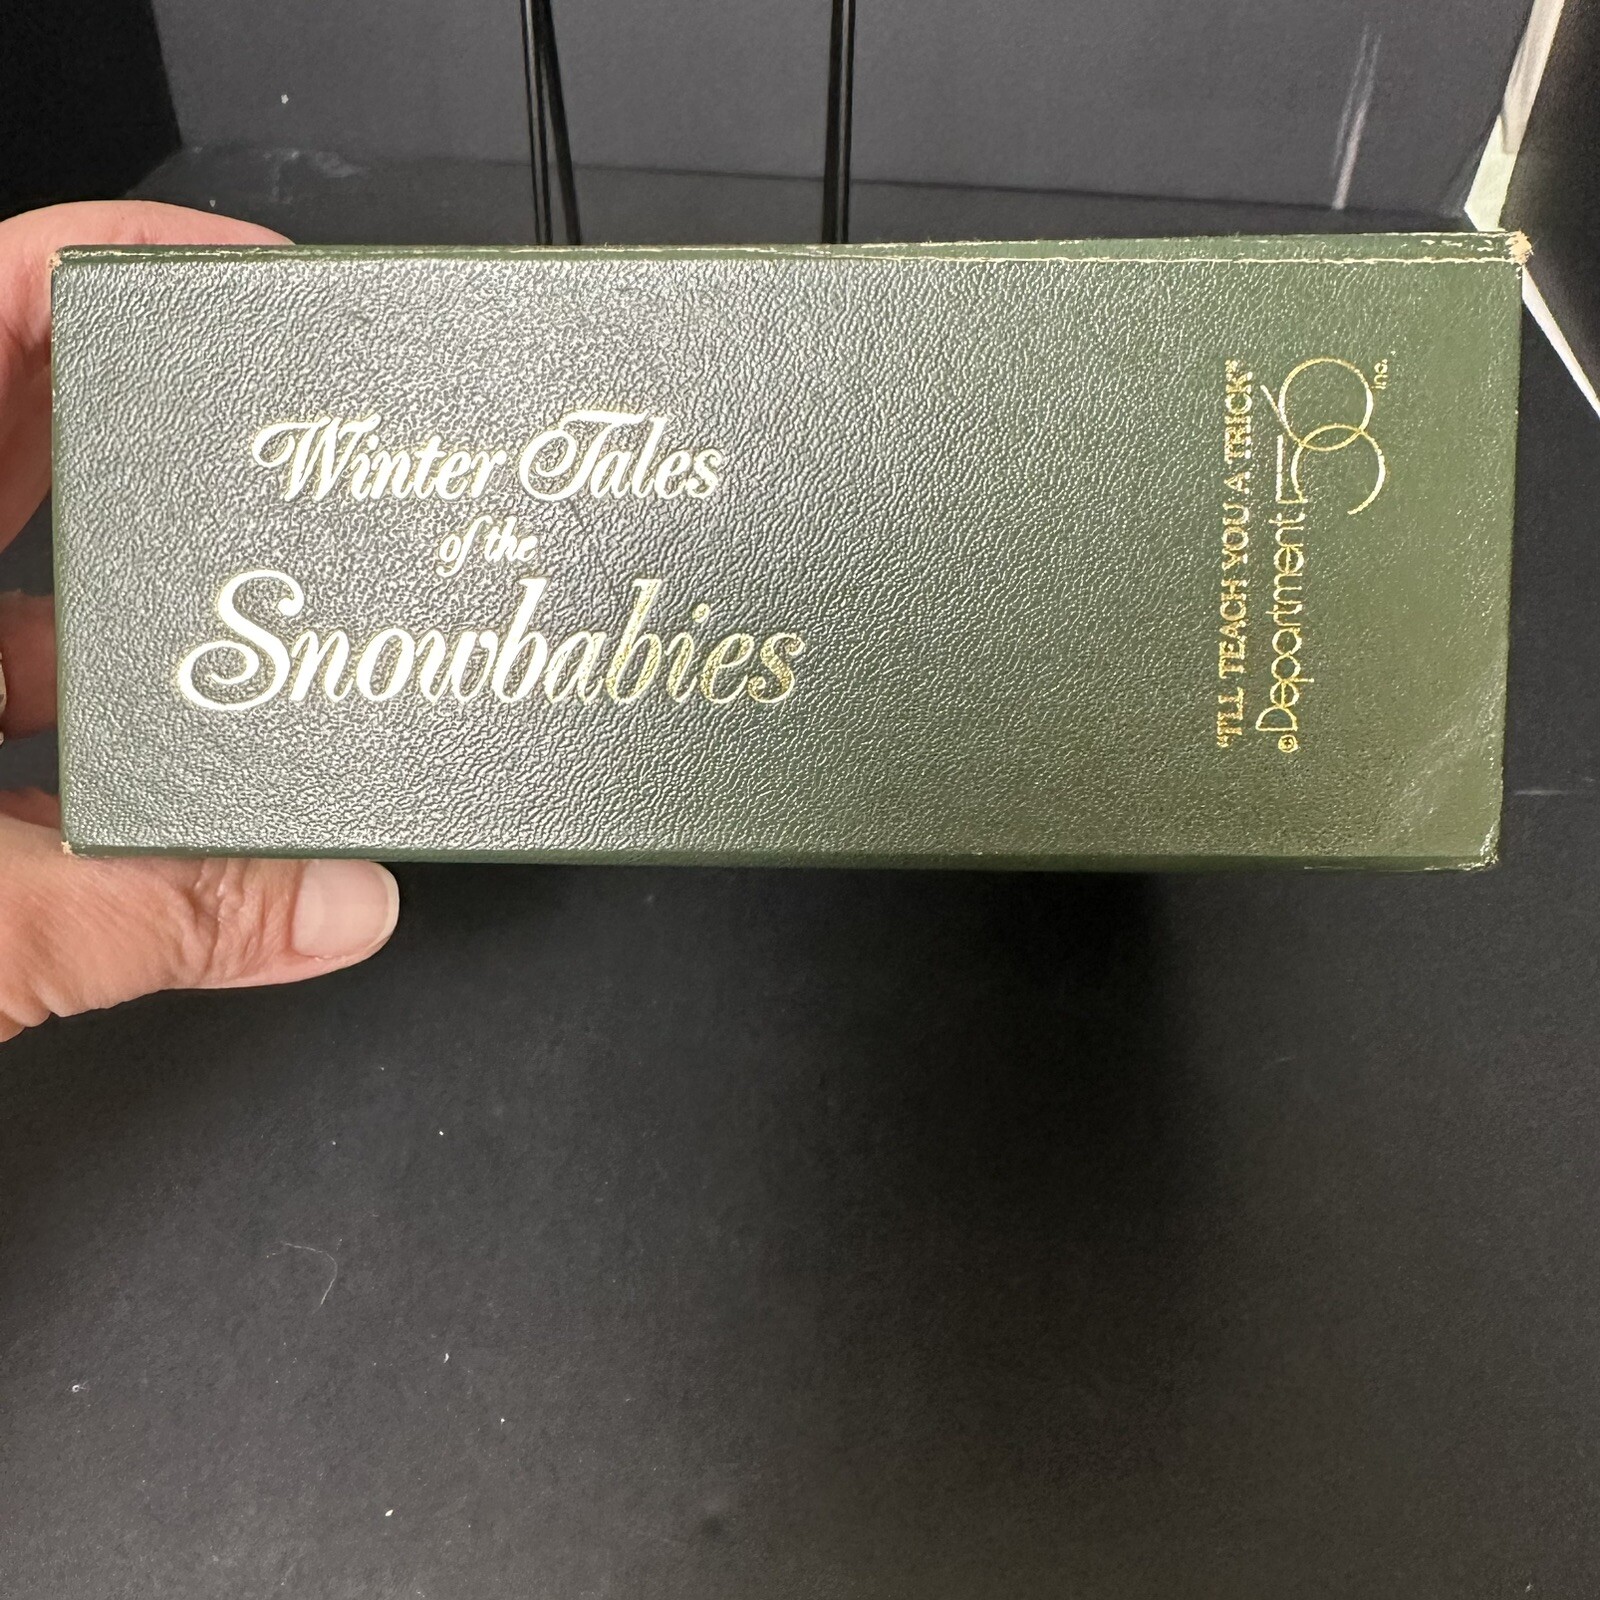 Winter Tales
of the
Snowbabies
"I'LL TEACH YOU A TRICK"
©Department 56 Inc.